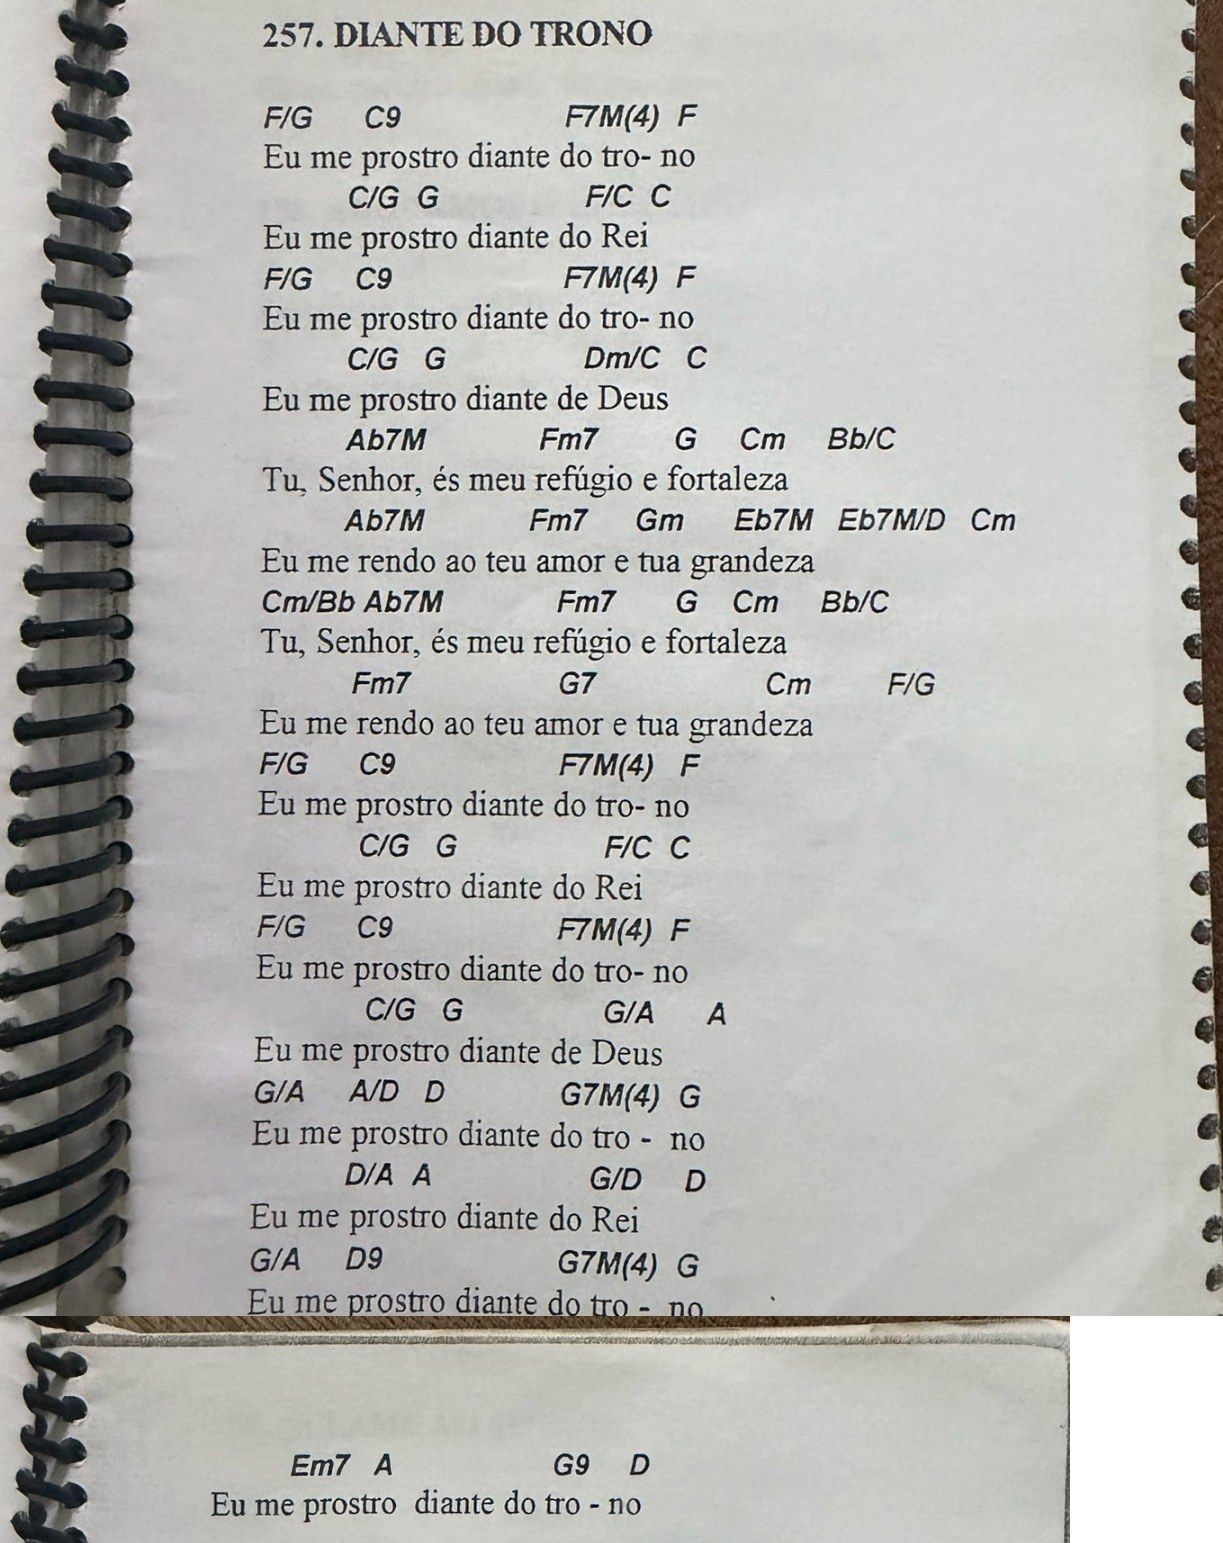 257. DIANTE DO TRONO
F/G C9 F7M(4) F
Eu me prostro diante do tro- no
C/G G F/C C
Eu me prostro diante do Rei
F/G C9 F7M(4) F
Eu me prostro diante do tro- no
C/G G Dm/C C
Eu me prostro diante de Deus
Ab7M Fm7 G Cm Bb/C
Tu, Senhor, és meu refúgio e fortaleza
Ab7M Fm7 Gm Eb7M Eb7M/D Cm
Eu me rendo ao teu amor e tua grandeza
Cm/Bb Ab7M Fm7 G Cm Bb/C
Tu, Senhor, és meu refúgio e fortaleza
Fm7 G7 Cm F/G
Eu me rendo ao teu amor e tua grandeza
F/G C9 F7M(4) F
Eu me prostro diante do tro- no
C/G G F/C C
Eu me prostro diante do Rei
F/G C9 F7M(4) F
Eu me prostro diante do tro- no
C/G G G/A A
Eu me prostro diante de Deus
G/A A/D D G7M(4) G
Eu me prostro diante do tro - no
D/A A G/D D
Eu me prostro diante do Rei
G/A D9 G7M(4) G
Eu me prostro diante do tro - no
Em7 A G9 D
Eu me prostro diante do tro - no